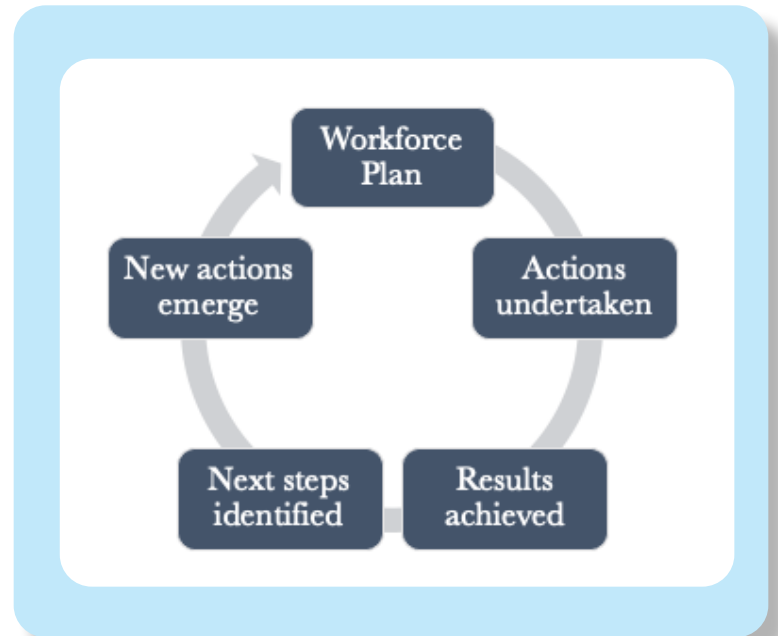 Workforce
Plan
Actions
undertaken
Results
achieved
Next steps
identified
New actions
emerge